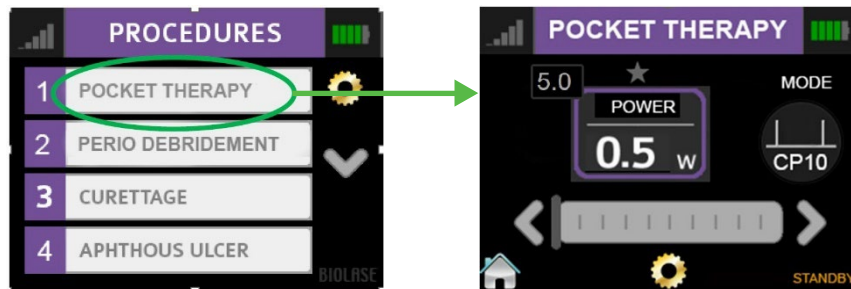 PROCEDURES
1 POCKET THERAPY
2 PERIO DEBRIDEMENT
3 CURETTAGE
4 APHTHOUS ULCER
BIOLASE
POCKET THERAPY
5.0
POWER
0.5 W
MODE
CP10
STANDBY